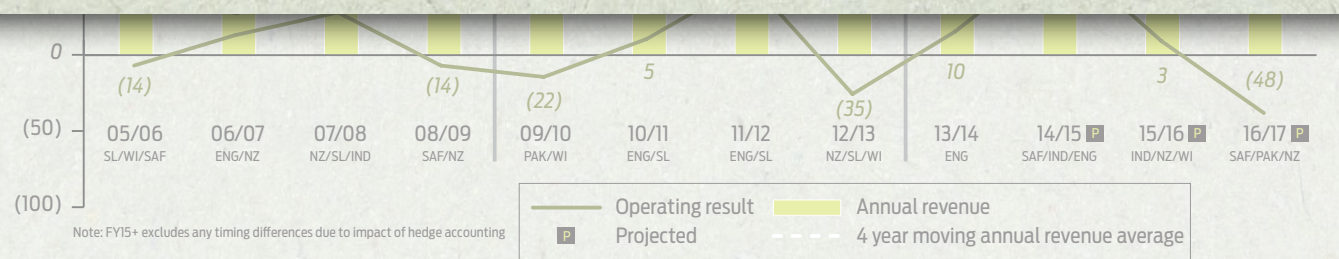 0
(14)
(14)
(22)
5
(35)
10
3
(48)
(50)
05/06
06/07
07/08
08/09
09/10
10/11
11/12
12/13
13/14
14/15 P
15/16 P
16/17 P
SL/WI/SAF
ENG/NZ
NZ/SL/IND
SAF/NZ
PAK/WI
ENG/SL
ENG/SL
NZ/SL/WI
ENG
SAF/IND/ENG
IND/NZ/WI
SAF/PAK/NZ
(100)
Operating result
Annual revenue
Note: FY15+ excludes any timing differences due to impact of hedge accounting
P Projected
4 year moving annual revenue average